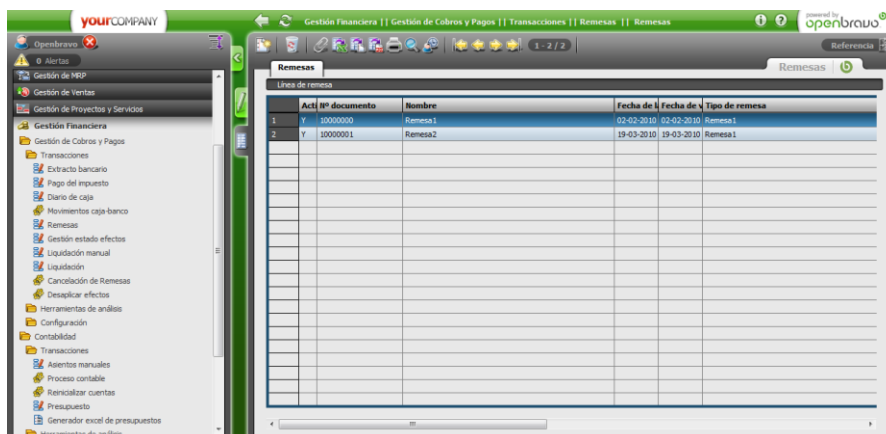 yourCOMPANY
Gestión Financiera || Gestión de Cobros y Pagos || Transacciones || Remesas || Remesas
powered by
openbravo
Openbravo
0 Alertas
1 - 2 / 2
Referencia
Gestión de MRP
Gestión de Ventas
Gestión de Proyectos y Servicios
Gestión Financiera
Gestión de Cobros y Pagos
Transacciones
Extracto bancario
Pago del impuesto
Diario de caja
Movimientos caja-banco
Remesas
Gestión estado efectos
Liquidación manual
Liquidación
Cancelación de Remesas
Desaplicar efectos
Herramientas de análisis
Configuración
Contabilidad
Transacciones
Asientos manuales
Proceso contable
Reinicializar cuentas
Presupuesto
Generador excel de presupuestos
Herramientas de análisis
Remesas
Remesas
Línea de remesa
Acti Nº documento Nombre Fecha de l Fecha de v Tipo de remesa
1 Y 10000000 Remesa1 02-02-2010 02-02-2010 Remesa1
2 Y 10000001 Remesa2 19-03-2010 19-03-2010 Remesa1